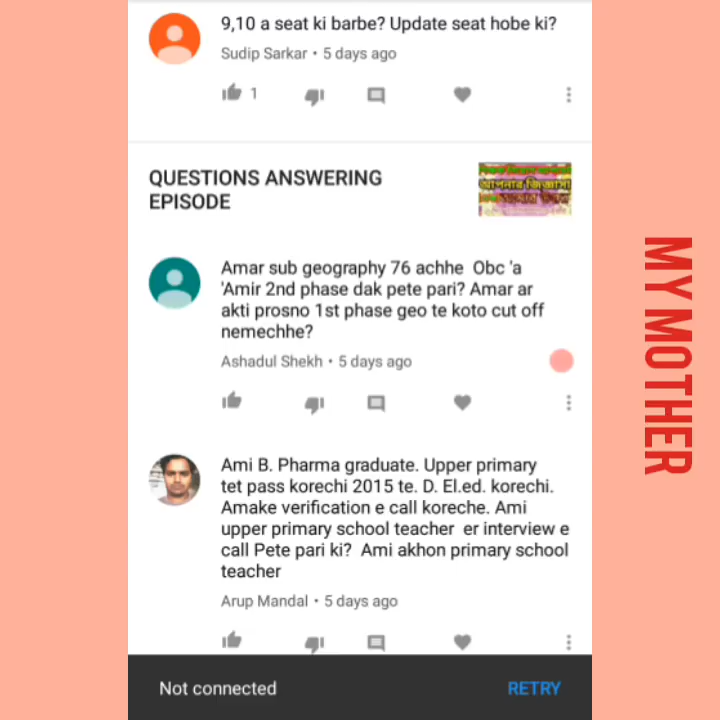 9,10 a seat ki barbe? Update seat hobe ki?
Sudip Sarkar • 5 days ago
1
QUESTIONS ANSWERING
EPISODE
আপনার জিজ্ঞাসা
Amar sub geography 76 achhe Obc 'a
'Amir 2nd phase dak pete pari? Amar ar
akti prosno 1st phase geo te koto cut off
nemechhe?
Ashadul Shekh • 5 days ago
Ami B. Pharma graduate. Upper primary
tet pass korechi 2015 te. D. El.ed. korechi.
Amake verification e call koreche. Ami
upper primary school teacher er interview e
call Pete pari ki? Ami akhon primary school
teacher
Arup Mandal • 5 days ago
Not connected
RETRY
MY MOTHER